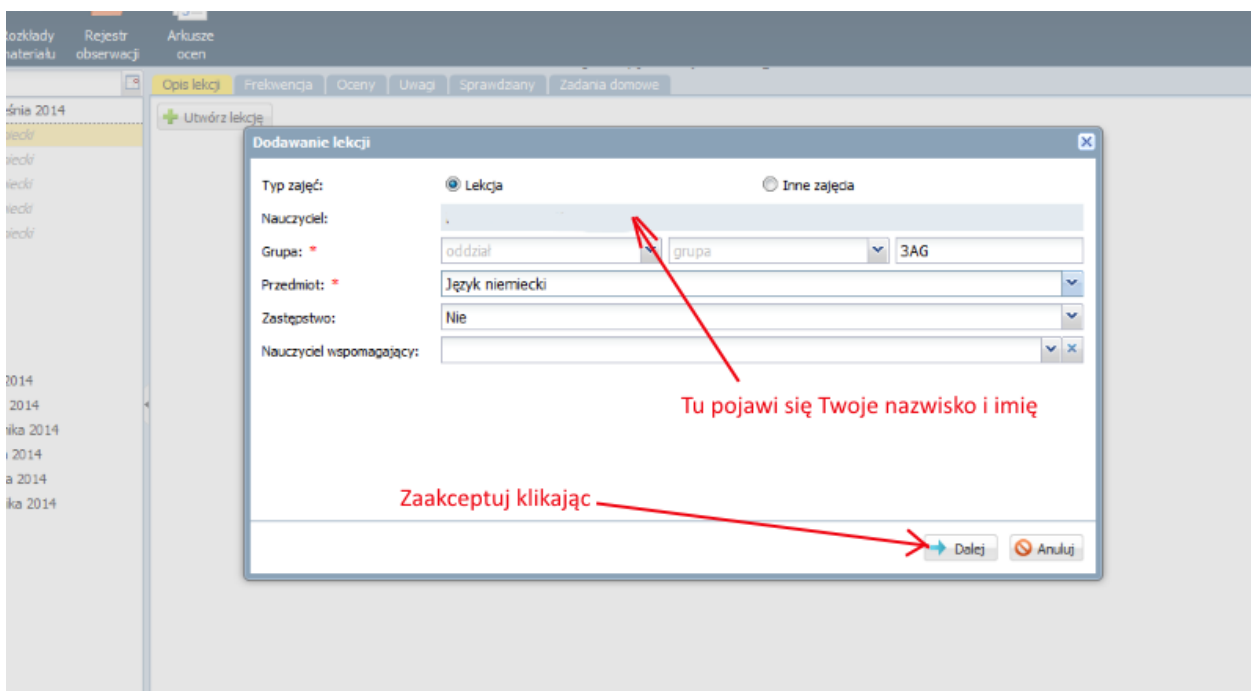 Rejestr
Arkusze
obserwacji
ocen
Opis lekcji
Frekwencja
Oceny
Uwagi
Sprawdziany
Zadania domowe
2014
Utwórz lekcję
Dodawanie lekcji
Typ zajęć:
Lekcja
Inne zajęcia
Nauczyciel:
Grupa: *
oddział
grupa
3AG
Przedmiot: *
Język niemiecki
Zastępstwo:
Nie
Nauczyciel wspomagający:
2014
2014
2014
2014
2014
2014
Tu pojawi się Twoje nazwisko i imię
Zaakceptuj klikając
Dalej
Anuluj